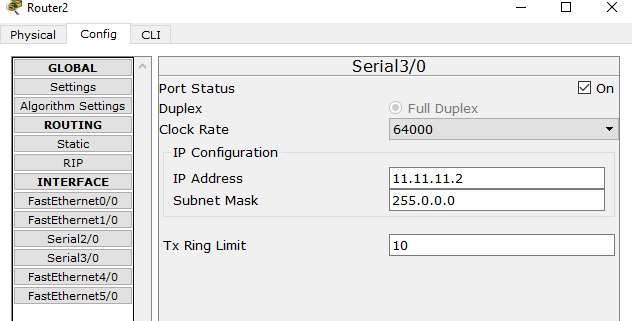 Router2
Physical Config CLI
GLOBAL
Settings
Algorithm Settings
ROUTING
Static
RIP
INTERFACE
FastEthernet0/0
FastEthernet1/0
Serial2/0
Serial3/0
FastEthernet4/0
FastEthernet5/0
Serial3/0
Port Status On
Duplex Full Duplex
Clock Rate 64000
IP Configuration
IP Address 11.11.11.2
Subnet Mask 255.0.0.0
Tx Ring Limit 10